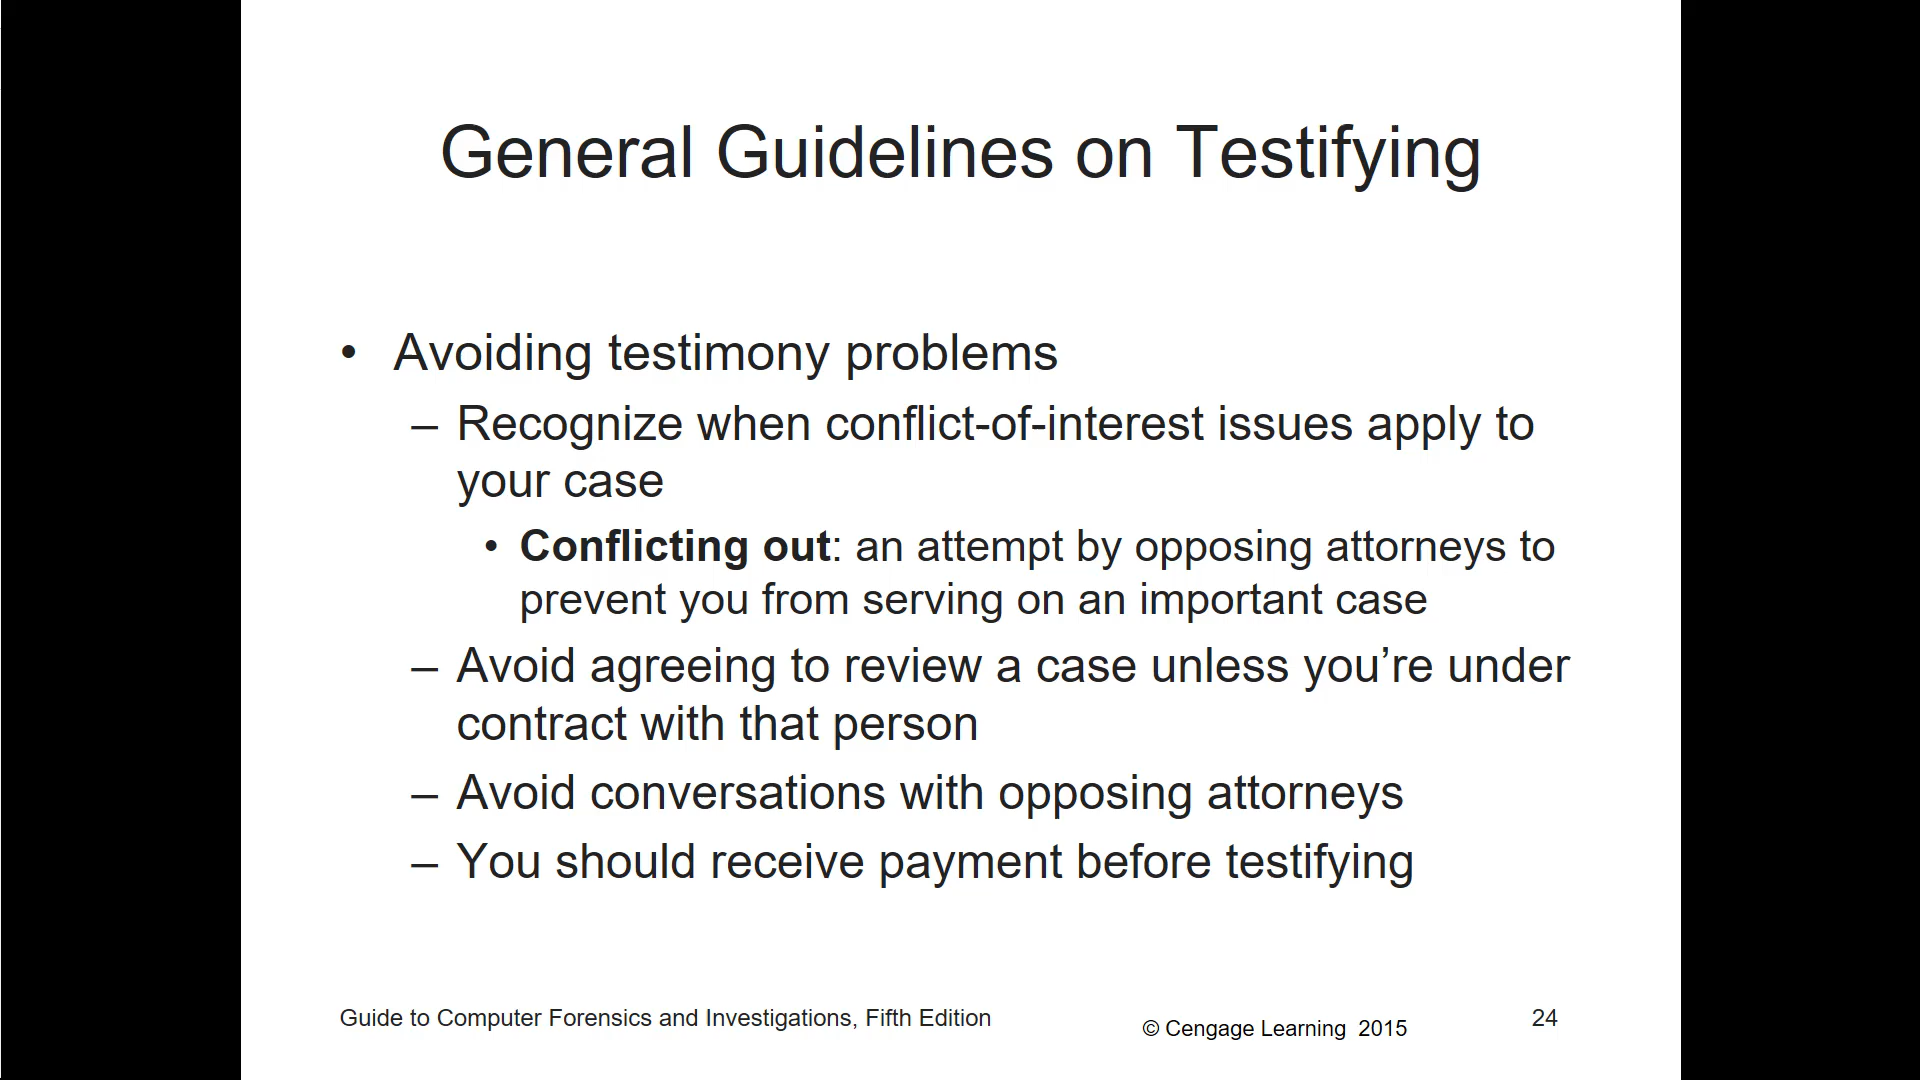 General Guidelines on Testifying
• Avoiding testimony problems
– Recognize when conflict-of-interest issues apply to
your case
• Conflicting out: an attempt by opposing attorneys to
prevent you from serving on an important case
– Avoid agreeing to review a case unless you’re under
contract with that person
– Avoid conversations with opposing attorneys
– You should receive payment before testifying
Guide to Computer Forensics and Investigations, Fifth Edition
© Cengage Learning 2015
24